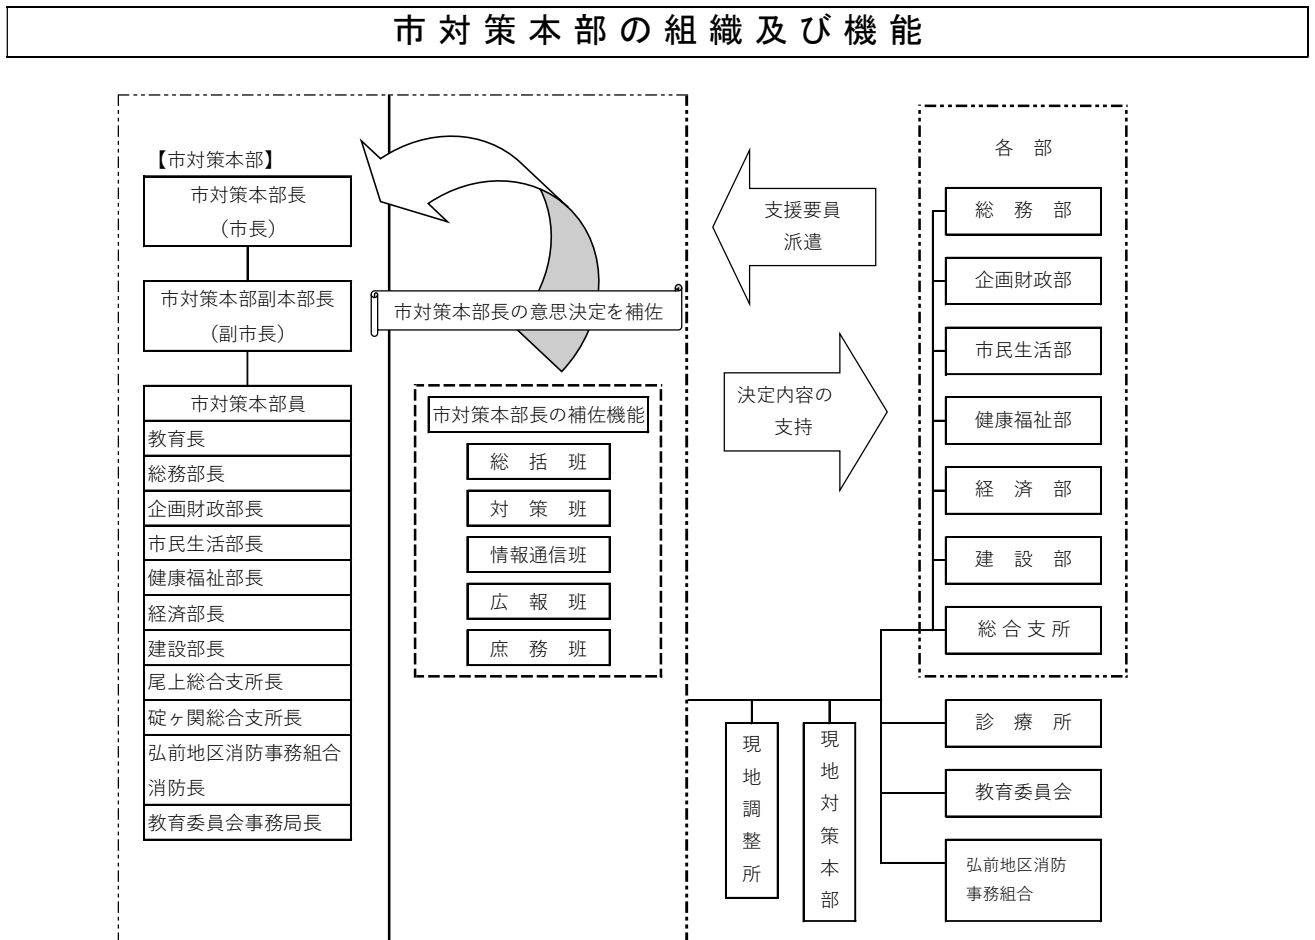 市対策本部の組織及び機能
【市対策本部】
市対策本部長
（市長）
市対策本部副本部長
（副市長）
市対策本部員
教育長
総務部長
企画財政部長
市民生活部長
健康福祉部長
経済部長
建設部長
尾上総合支所長
碇ヶ関総合支所長
弘前地区消防事務組合
消防長
教育委員会事務局長
市対策本部長の意思決定を補佐
市対策本部長の補佐機能
総括班
対策班
情報通信班
広報班
庶務班
支援要員
派遣
決定内容の
支持
現地調整所
現地対策本部
各部
総務部
企画財政部
市民生活部
健康福祉部
経済部
建設部
総合支所
診療所
教育委員会
弘前地区消防
事務組合